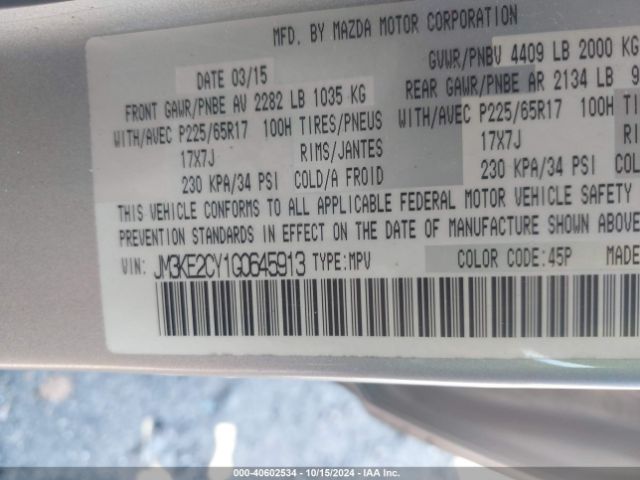 MFD. BY MAZDA MOTOR CORPORATION
DATE 03/15
GVWR/PNBV 4409 LB 2000 KG
FRONT GAWR/PNBE AV 2282 LB 1035 KG
REAR GAWR/PNBE AR 2134 LB
WITH/AVEC P225/65R17 100H TIRES/PNEUS
WITH/AVEC P225/65R17 100H
17X7J RIMS/JANTES
17X7J
230 KPA/34 PSI COLD/A FROID
230 KPA/34 PSI
THIS VEHICLE CONFORMS TO ALL APPLICABLE FEDERAL MOTOR VEHICLE SAFETY
PREVENTION STANDARDS IN EFFECT ON THE DATE OF MANUFACTURE SHOWN
VIN: JM3KE2CY1G0645913 TYPE:MPV COLOR CODE:45P MADE
000-40602534 - 10/15/2024 - IAA Inc.